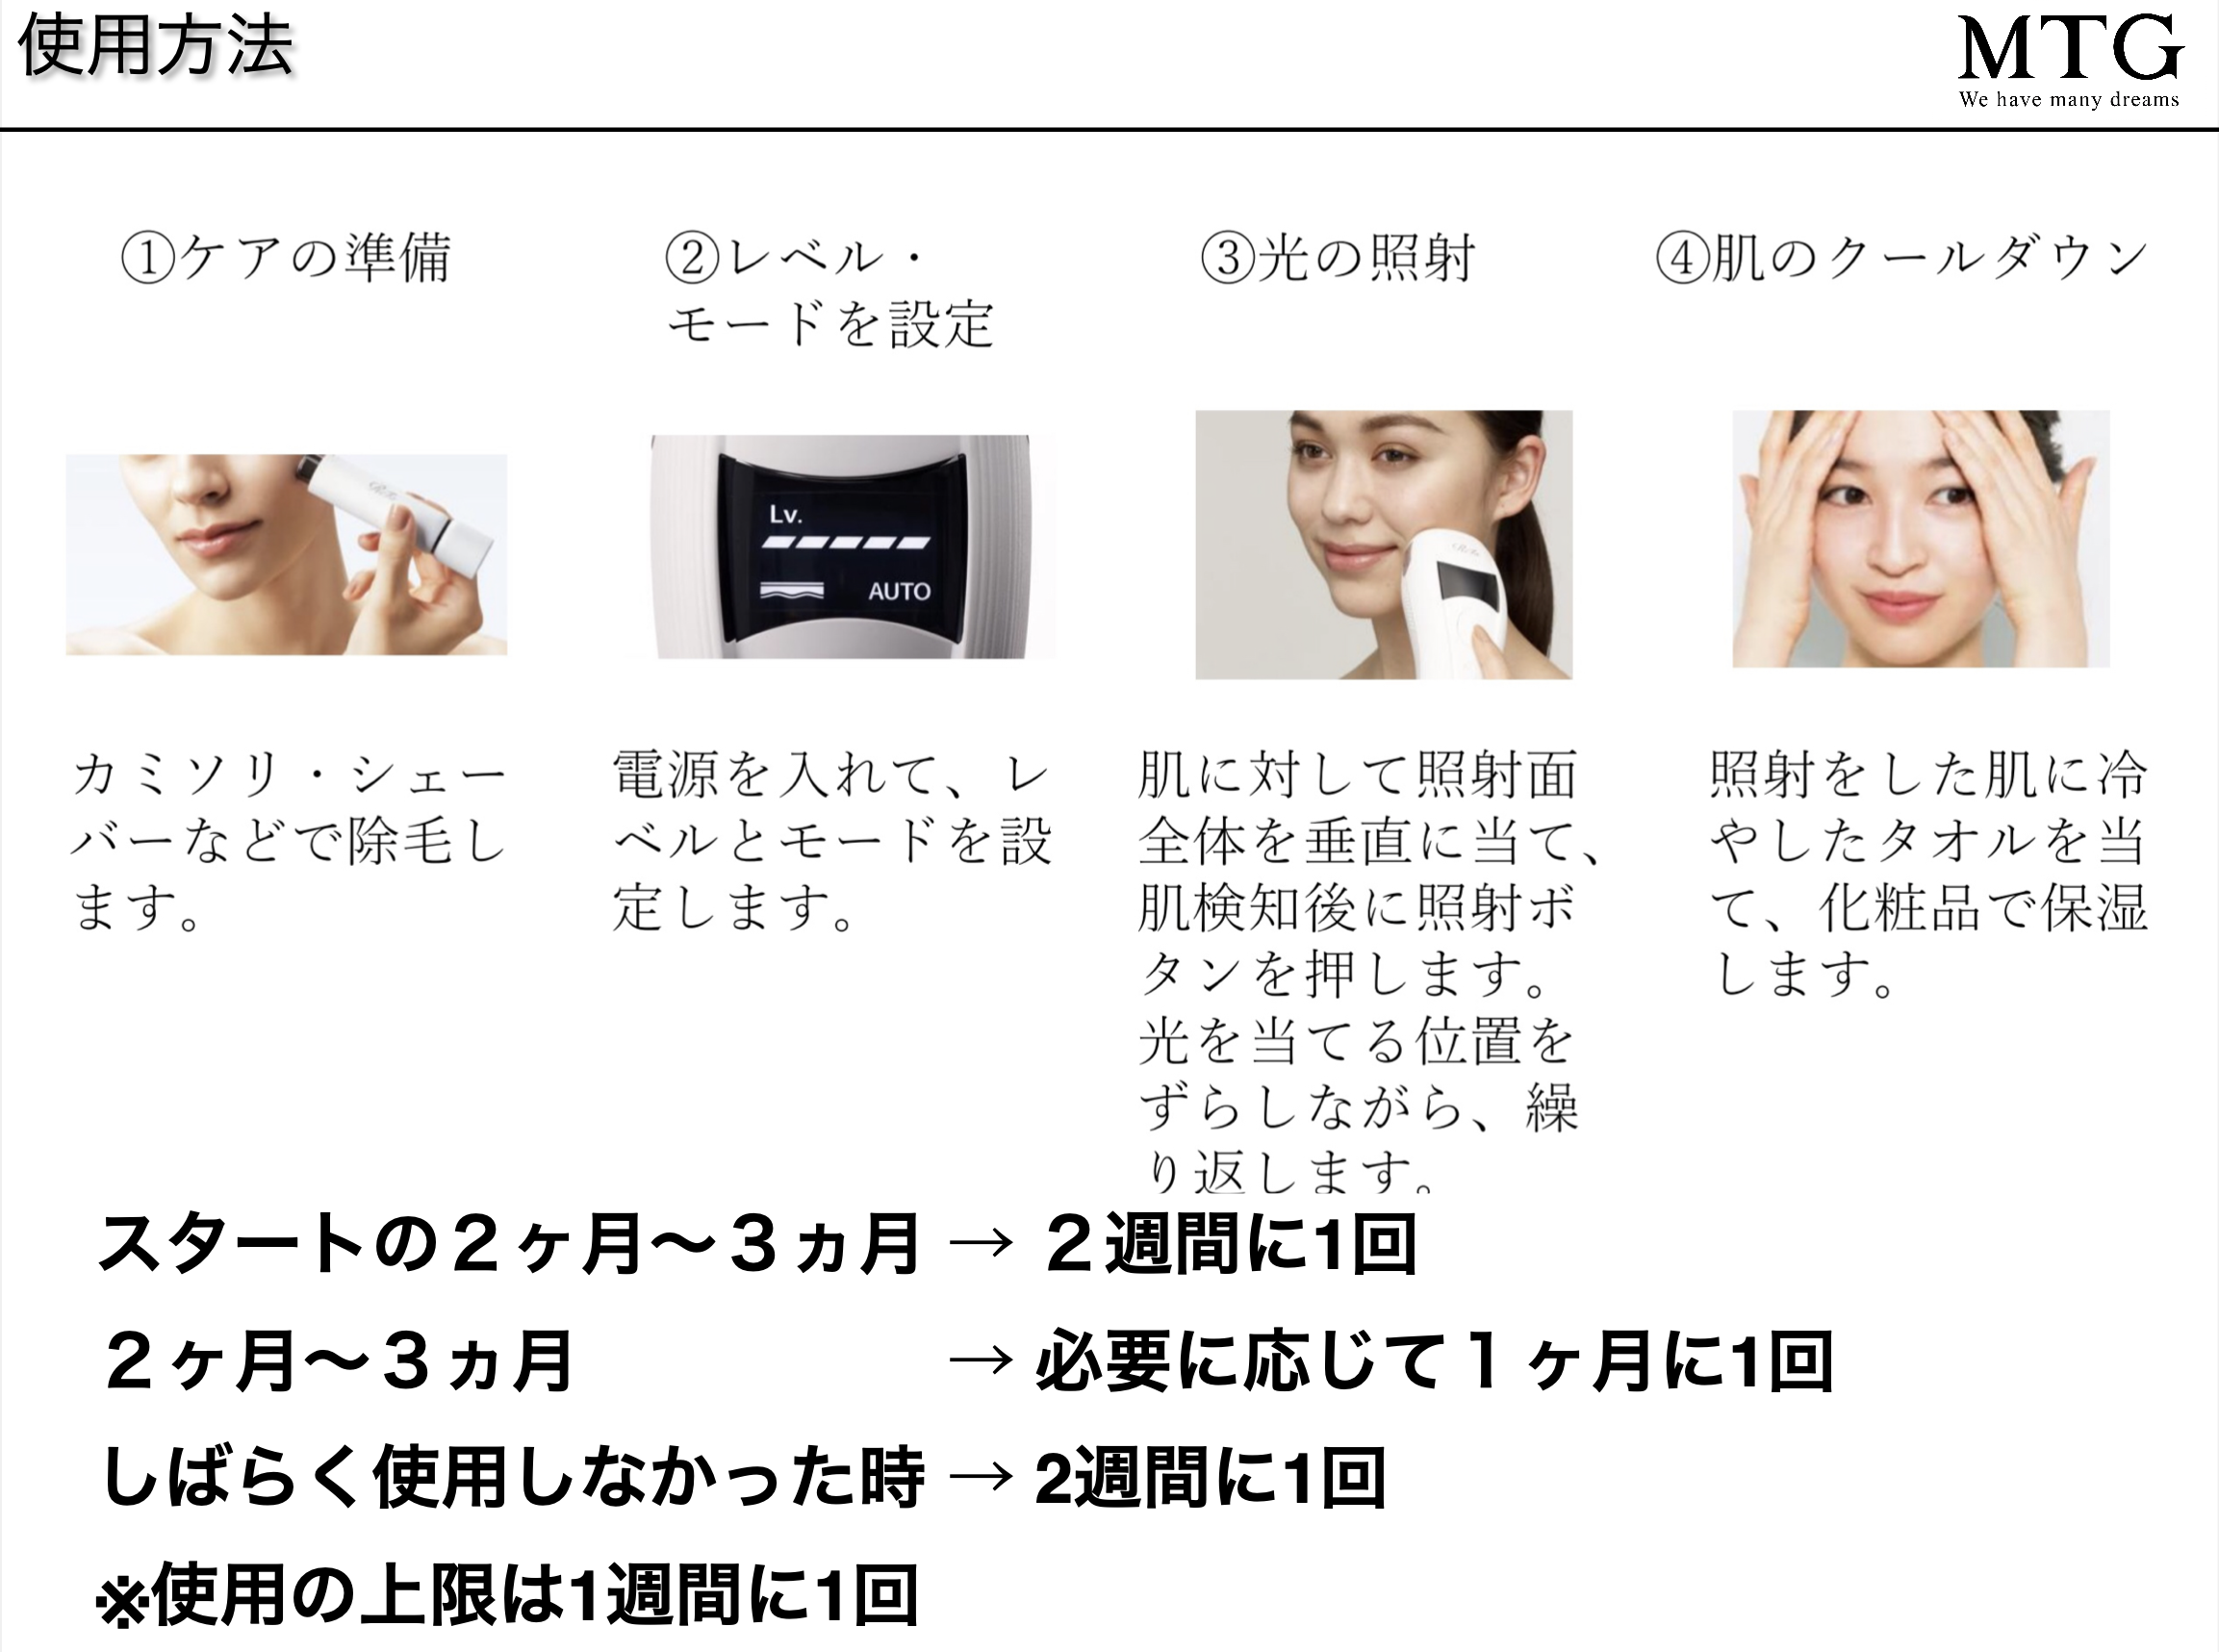 使用方法
MTG
We have many dreams
①ケアの準備
カミソリ・シェー
バーなどで除毛し
ます。
②レベル・
モードを設定
Lv.
AUTO
電源を入れて、レ
ベルとモードを設
定します。
③光の照射
肌に対して照射面
全体を垂直に当て、
肌検知後に照射ボ
タンを押します。
光を当てる位置を
ずらしながら、繰
り返します。
④肌のクールダウン
照射をした肌に冷
やしたタオルを当
て、化粧品で保湿
します。
スタートの２ヶ月〜３ヵ月 → ２週間に1回
２ヶ月〜３ヵ月 → 必要に応じて１ヶ月に1回
しばらく使用しなかった時 → 2週間に1回
※使用の上限は1週間に1回